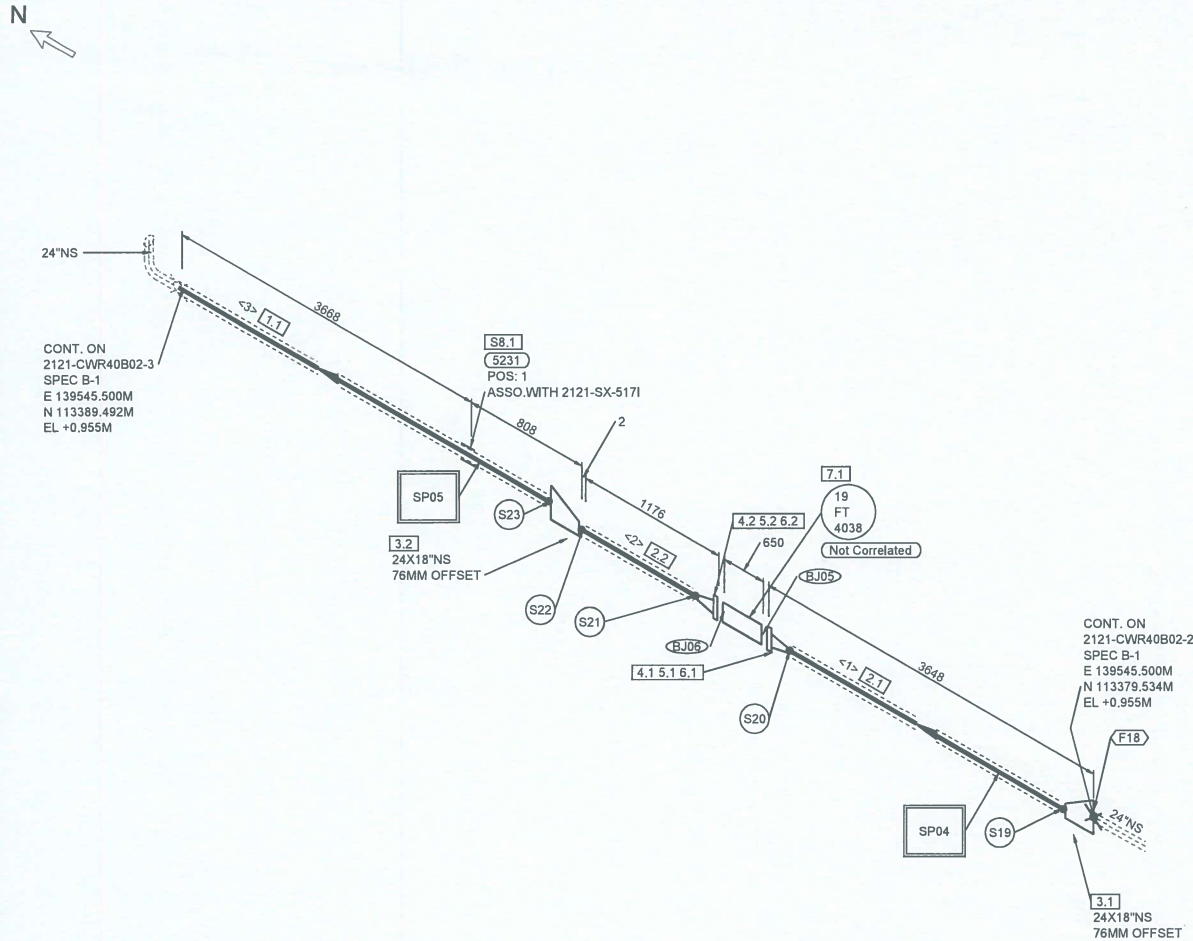 N
24"NS
CONT. ON
2121-CWR40B02-3
SPEC B-1
E 139545.500M
N 113389.492M
EL +0.955M
<3> 1.1
3668
S8.1
5231
POS: 1
ASSO.WITH 2121-SX-517I
808
2
SP05
S23
3.2
24X18"NS
76MM OFFSET
1176
<2> 2.2
S22
S21
4.2 5.2 6.2
650
7.1
19
FT
4038
Not Correlated
BJ05
BJ06
4.1 5.1 6.1
S20
<1> 2.1
3648
CONT. ON
2121-CWR40B02-2
SPEC B-1
E 139545.500M
N 113379.534M
EL +0.955M
F18
SP04
S19
24"NS
3.1
24X18"NS
76MM OFFSET